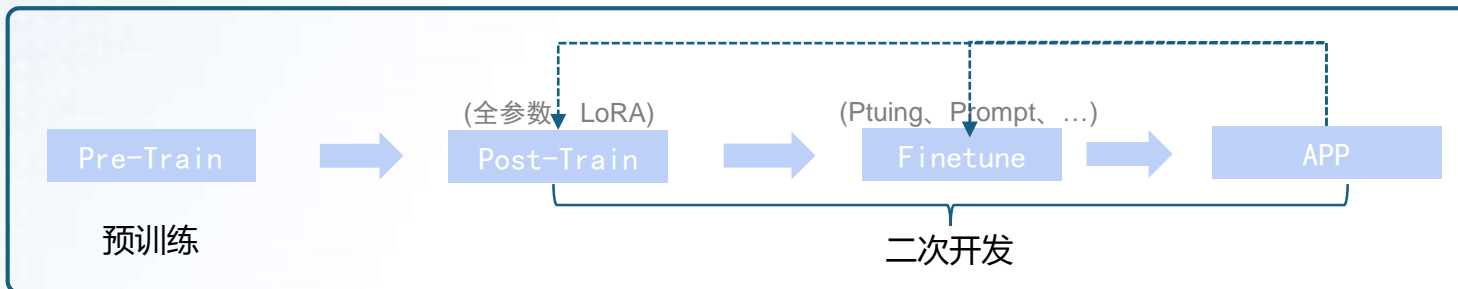 (全参数、LoRA)
(Ptuing、Prompt、…)
Pre-Train
Post-Train
Finetune
APP
预训练
二次开发